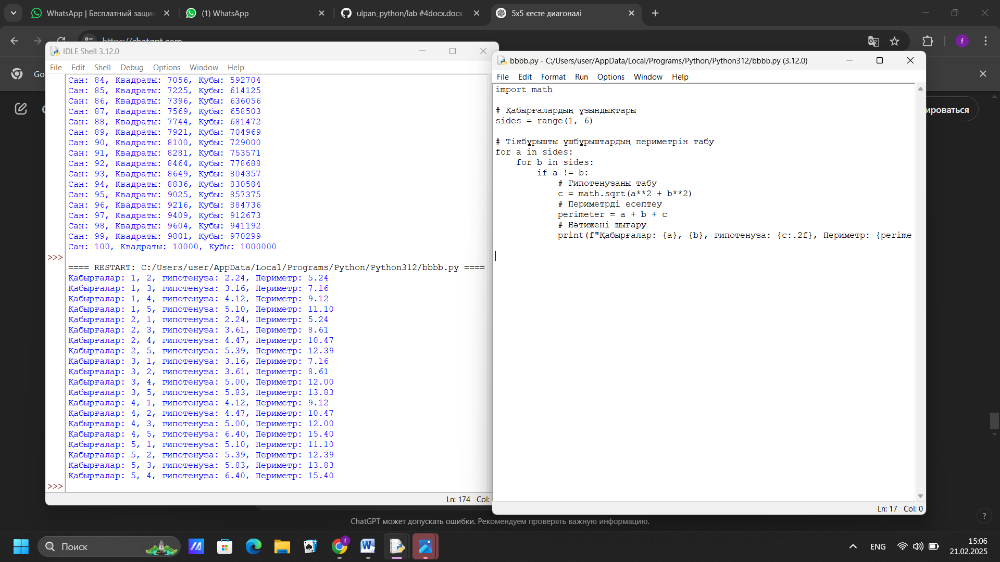 WhatsApp | Бесплатный защищ
(1) WhatsApp
ulpan_python/lab #4docx.docx
5x5 кесте диагоналі
https://chatgpt.com
f
Go
ироваться
IDLE Shell 3.12.0
File Edit Shell Debug Options Window Help
Сан: 84, Квадраты: 7056, Кубы: 592704
Сан: 85, Квадраты: 7225, Кубы: 614125
Сан: 86, Квадраты: 7396, Кубы: 636056
Сан: 87, Квадраты: 7569, Кубы: 658503
Сан: 88, Квадраты: 7744, Кубы: 681472
Сан: 89, Квадраты: 7921, Кубы: 704969
Сан: 90, Квадраты: 8100, Кубы: 729000
Сан: 91, Квадраты: 8281, Кубы: 753571
Сан: 92, Квадраты: 8464, Кубы: 778688
Сан: 93, Квадраты: 8649, Кубы: 804357
Сан: 94, Квадраты: 8836, Кубы: 830584
Сан: 95, Квадраты: 9025, Кубы: 857375
Сан: 96, Квадраты: 9216, Кубы: 884736
Сан: 97, Квадраты: 9409, Кубы: 912673
Сан: 98, Квадраты: 9604, Кубы: 941192
Сан: 99, Квадраты: 9801, Кубы: 970299
Сан: 100, Квадраты: 10000, Кубы: 1000000
>>>
==== RESTART: C:/Users/user/AppData/Local/Programs/Python/Python312/bbbb.py ====
Қабырғалар: 1, 2, гипотенуза: 2.24, Периметр: 5.24
Қабырғалар: 1, 3, гипотенуза: 3.16, Периметр: 7.16
Қабырғалар: 1, 4, гипотенуза: 4.12, Периметр: 9.12
Қабырғалар: 1, 5, гипотенуза: 5.10, Периметр: 11.10
Қабырғалар: 2, 1, гипотенуза: 2.24, Периметр: 5.24
Қабырғалар: 2, 3, гипотенуза: 3.61, Периметр: 8.61
Қабырғалар: 2, 4, гипотенуза: 4.47, Периметр: 10.47
Қабырғалар: 2, 5, гипотенуза: 5.39, Периметр: 12.39
Қабырғалар: 3, 1, гипотенуза: 3.16, Периметр: 7.16
Қабырғалар: 3, 2, гипотенуза: 3.61, Периметр: 8.61
Қабырғалар: 3, 4, гипотенуза: 5.00, Периметр: 12.00
Қабырғалар: 3, 5, гипотенуза: 5.83, Периметр: 13.83
Қабырғалар: 4, 1, гипотенуза: 4.12, Периметр: 9.12
Қабырғалар: 4, 2, гипотенуза: 4.47, Периметр: 10.47
Қабырғалар: 4, 3, гипотенуза: 5.00, Периметр: 12.00
Қабырғалар: 4, 5, гипотенуза: 6.40, Периметр: 15.40
Қабырғалар: 5, 1, гипотенуза: 5.10, Периметр: 11.10
Қабырғалар: 5, 2, гипотенуза: 5.39, Периметр: 12.39
Қабырғалар: 5, 3, гипотенуза: 5.83, Периметр: 13.83
Қабырғалар: 5, 4, гипотенуза: 6.40, Периметр: 15.40
>>>
Ln: 174 Col:
bbbb.py - C:/Users/user/AppData/Local/Programs/Python/Python312/bbbb.py (3.12.0)
File Edit Format Run Options Window Help
import math
# Қабырғалардың ұзындықтары
sides = range(1, 6)
# Тікбұрышты үшбұрыштардың периметрін табу
for a in sides:
for b in sides:
if a != b:
# Гипотенузаны табу
c = math.sqrt(a**2 + b**2)
# Периметрді есептеу
perimeter = a + b + c
# Нәтижені шығару
print(f"Қабырғалар: {a}, {b}, гипотенуза: {c:.2f}, Периметр: {perime
Ln: 17 Col: 0
ChatGPT может допускать ошибки. Рекомендуем проверять важную информацию.
?
Поиск
f
ENG
15:06
21.02.2025